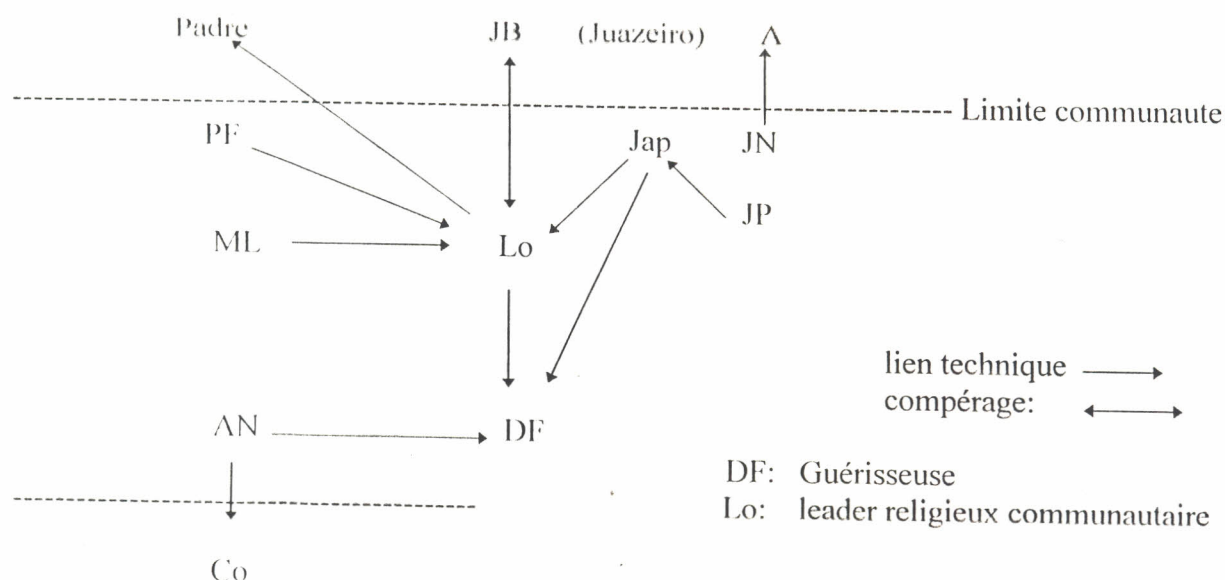 Padre JB (Juazeiro) A
Limite communaute
PF Jap JN
JP
ML Lo
lien technique
compérage:
AN DF
DF: Guérisseuse
Lo: leader religieux communautaire
Co